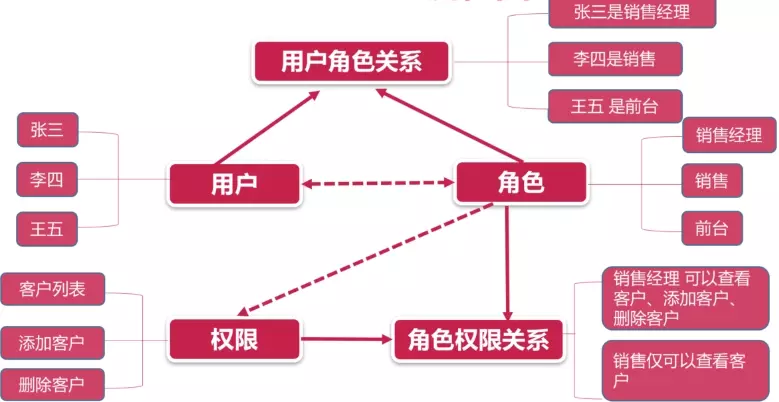 张三是销售经理
用户角色关系
李四是销售
王五 是前台
张三
李四
王五
用户
角色
销售经理
销售
前台
客户列表
添加客户
删除客户
权限
角色权限关系
销售经理 可以查看
客户、添加客户、
删除客户
销售仅可以查看客
户